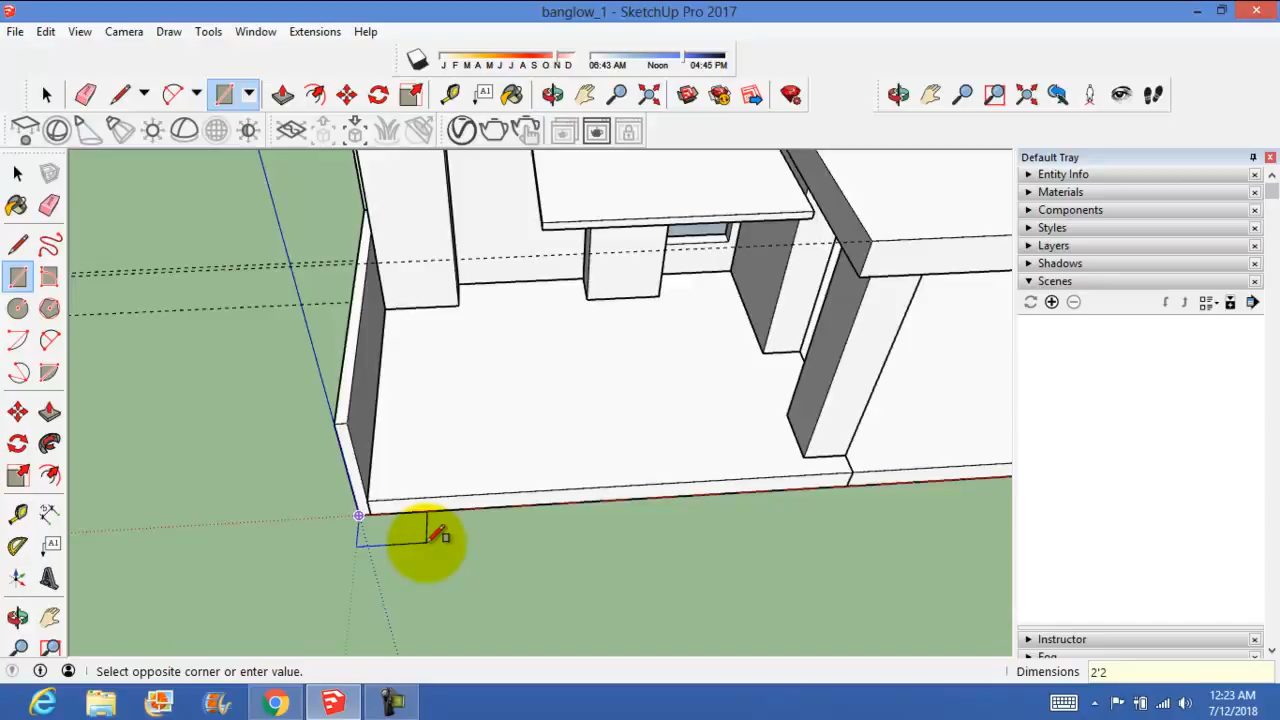 banglow_1 - SketchUp Pro 2017
File Edit View Camera Draw Tools Window Extensions Help
J F M A M J J A S O N D 06:43 AM Noon 04:45 PM
A1
Default Tray
Entity Info
Materials
Components
Styles
Layers
Shadows
Scenes
A1
Instructor
Select opposite corner or enter value.
Dimensions 2'2
12:23 AM
7/12/2018